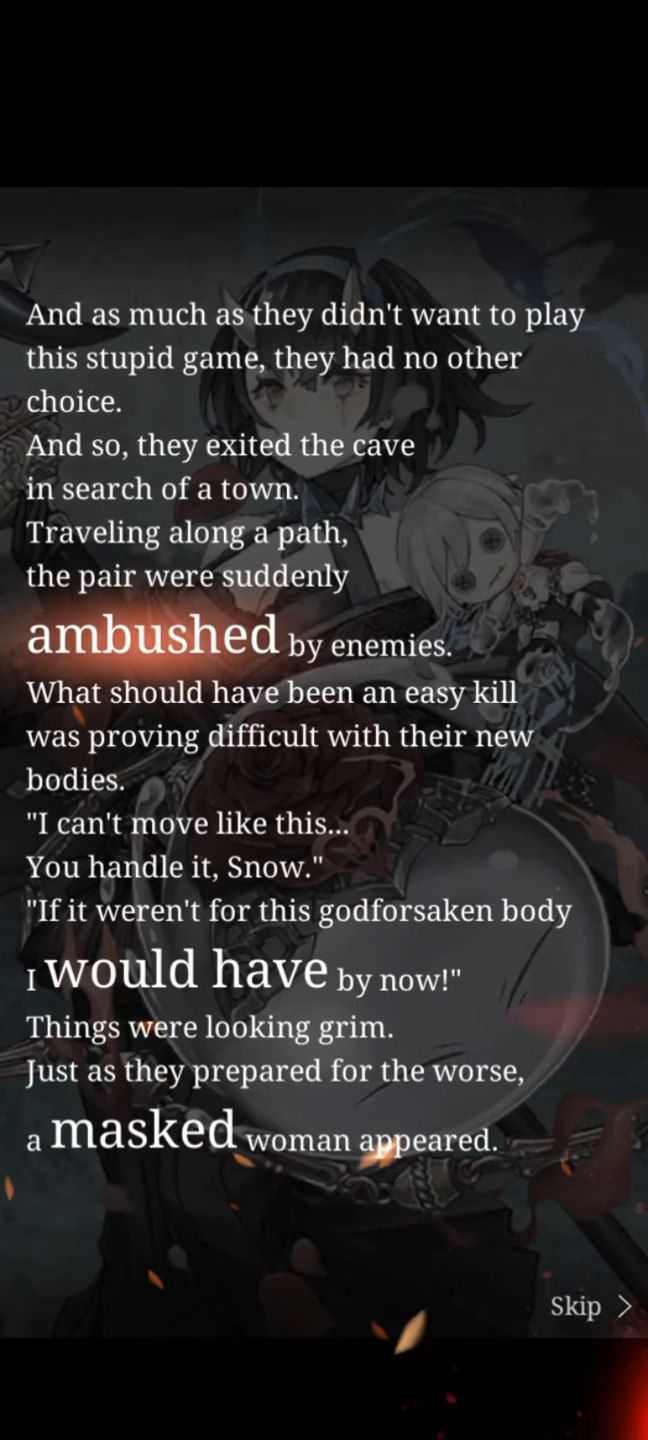 And as much as they didn't want to play
this stupid game, they had no other
choice.
And so, they exited the cave
in search of a town.
Traveling along a path,
the pair were suddenly
ambushed by enemies.
What should have been an easy kill
was proving difficult with their new
bodies.
"I can't move like this...
You handle it, Snow."
"If it weren't for this godforsaken body
I would have by now!"
Things were looking grim.
Just as they prepared for the worse,
a masked woman appeared.
Skip